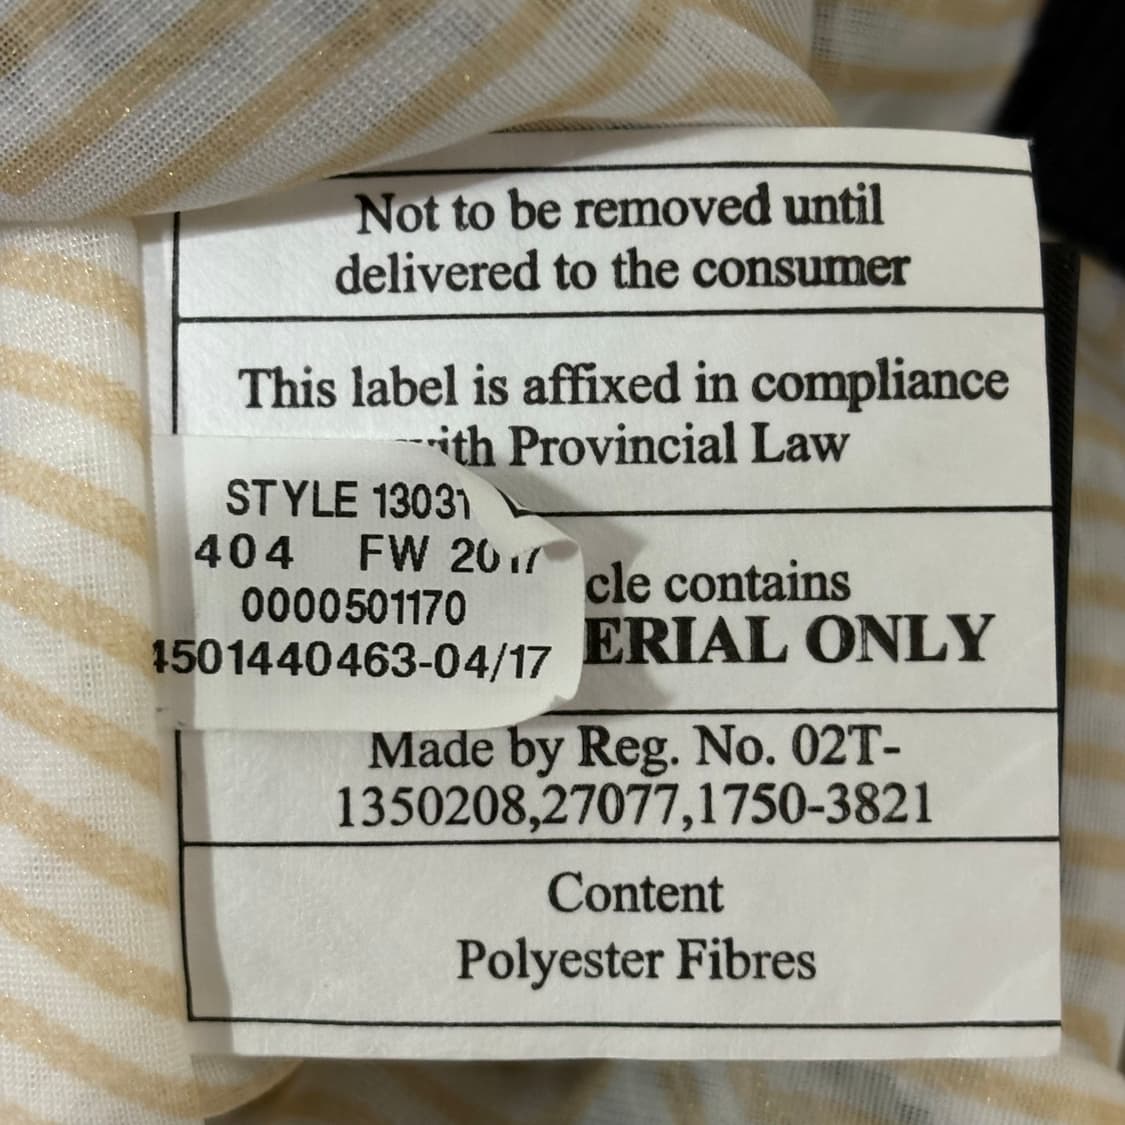 Not to be removed until
delivered to the consumer
This label is affixed in compliance
with Provincial Law
STYLE 13031
404 FW 2017
0000501170
4501440463-04/17
cle contains
ERIAL ONLY
Made by Reg. No. 02T-
1350208,27077,1750-3821
Content
Polyester Fibres